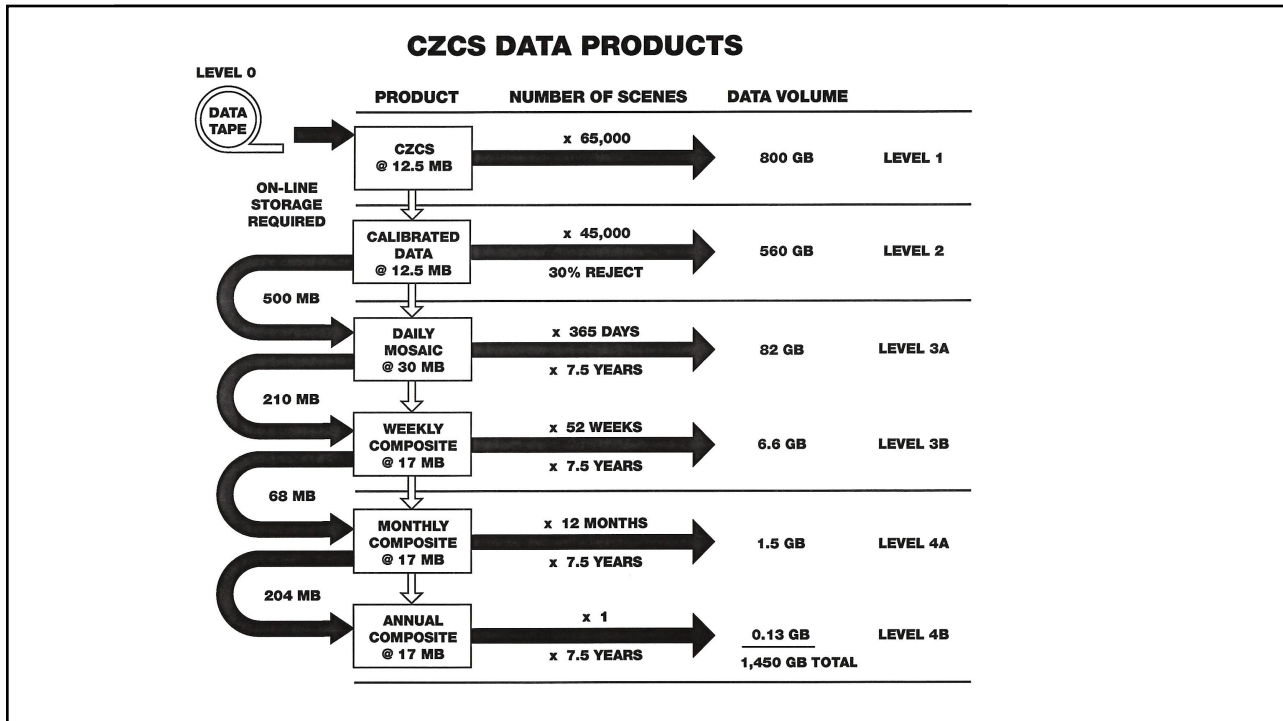 CZCS DATA PRODUCTS
LEVEL 0
DATA
TAPE
PRODUCT NUMBER OF SCENES DATA VOLUME
CZCS
@ 12.5 MB
x 65,000
800 GB LEVEL 1
ON-LINE
STORAGE
REQUIRED
CALIBRATED
DATA
@ 12.5 MB
x 45,000
30% REJECT
560 GB LEVEL 2
500 MB
DAILY
MOSAIC
@ 30 MB
x 365 DAYS
x 7.5 YEARS
82 GB LEVEL 3A
210 MB
WEEKLY
COMPOSITE
@ 17 MB
x 52 WEEKS
x 7.5 YEARS
6.6 GB LEVEL 3B
68 MB
MONTHLY
COMPOSITE
@ 17 MB
x 12 MONTHS
x 7.5 YEARS
1.5 GB LEVEL 4A
204 MB
ANNUAL
COMPOSITE
@ 17 MB
x 1
x 7.5 YEARS
0.13 GB LEVEL 4B
1,450 GB TOTAL